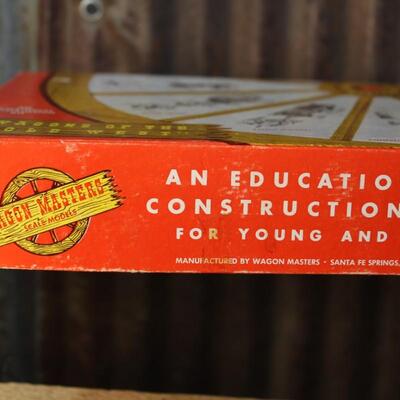 WAGON MASTERS
SCALE MODELS
AN EDUCATIO
CONSTRUCTION
FOR YOUNG AND
MANUFACTURED BY WAGON MASTERS · SANTA FE SPRINGS,